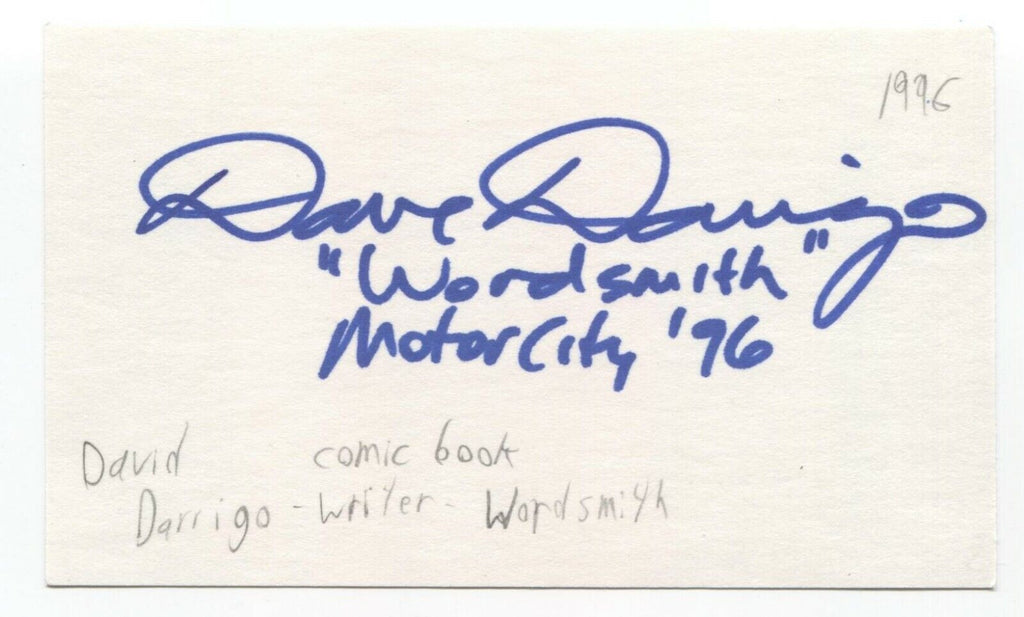 1996
Dave Darrigo
"Wordsmith"
MotorCity '96
David comic book
Darrigo - writer - Wordsmith